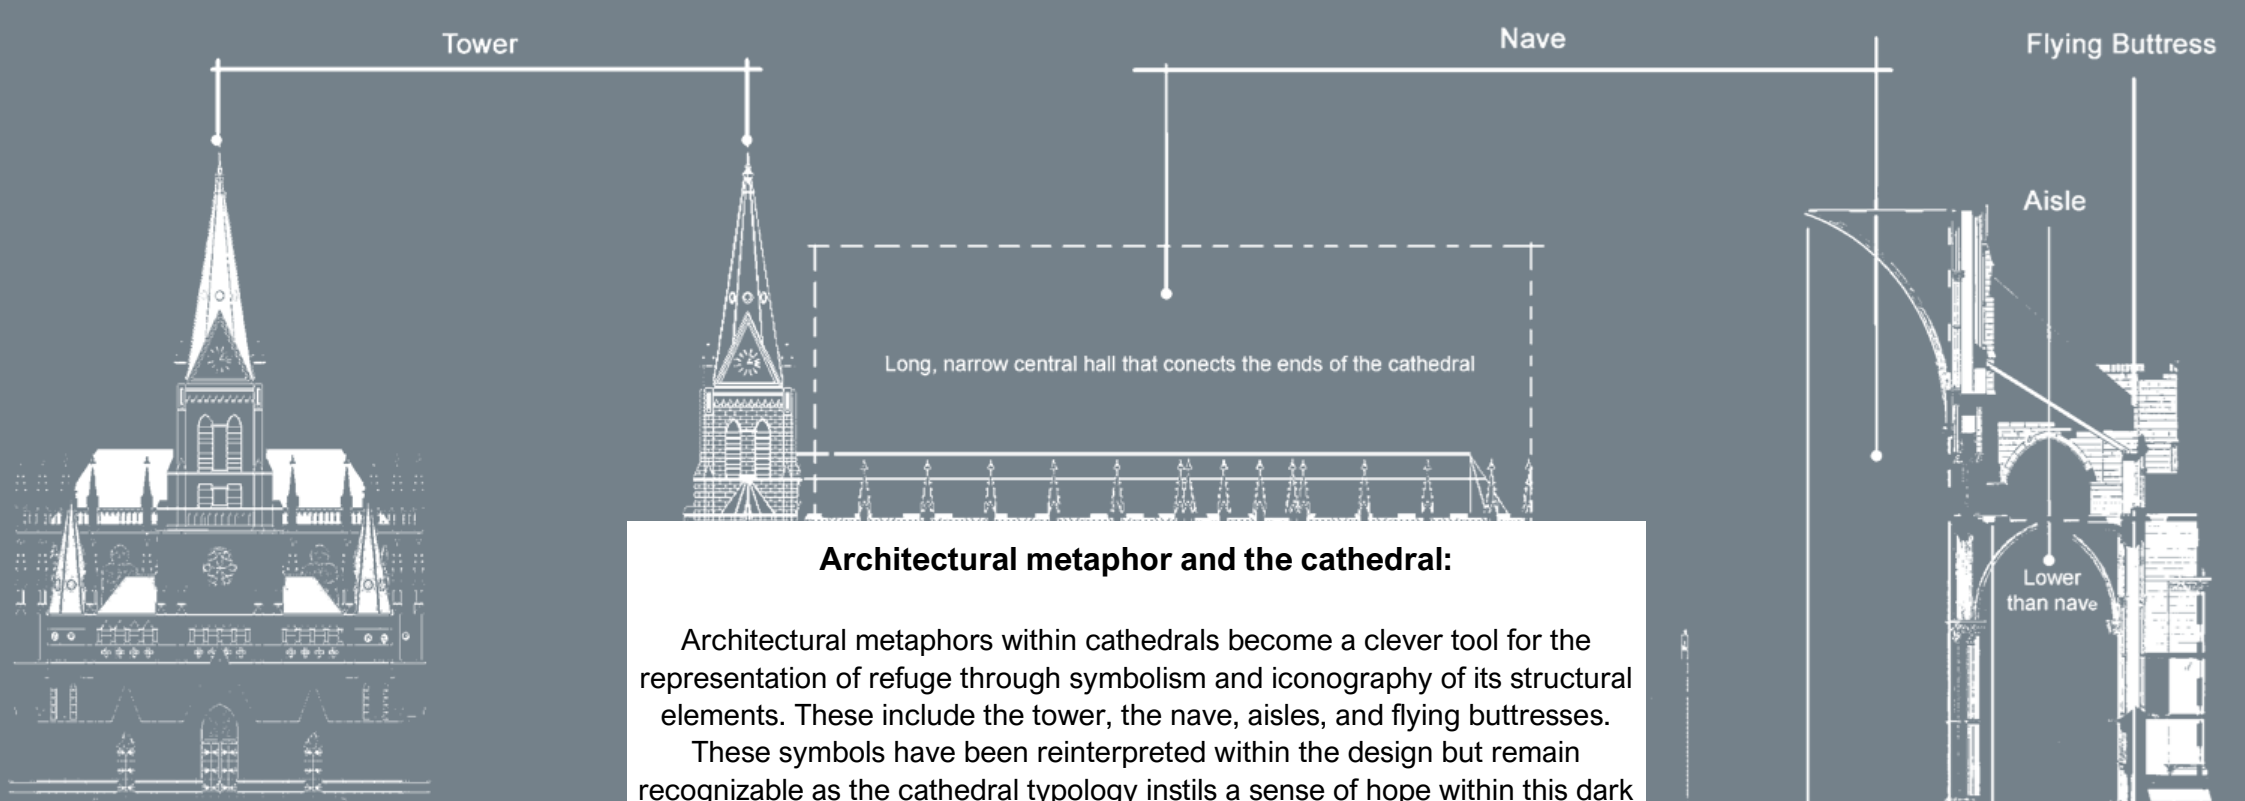 Tower
Nave
Flying Buttress
Aisle
Long, narrow central hall that conects the ends of the cathedral
Lower
than nave
Architectural metaphor and the cathedral:
Architectural metaphors within cathedrals become a clever tool for the
representation of refuge through symbolism and iconography of its structural
elements. These include the tower, the nave, aisles, and flying buttresses.
These symbols have been reinterpreted within the design but remain
recognizable as the cathedral typology instils a sense of hope within this dark